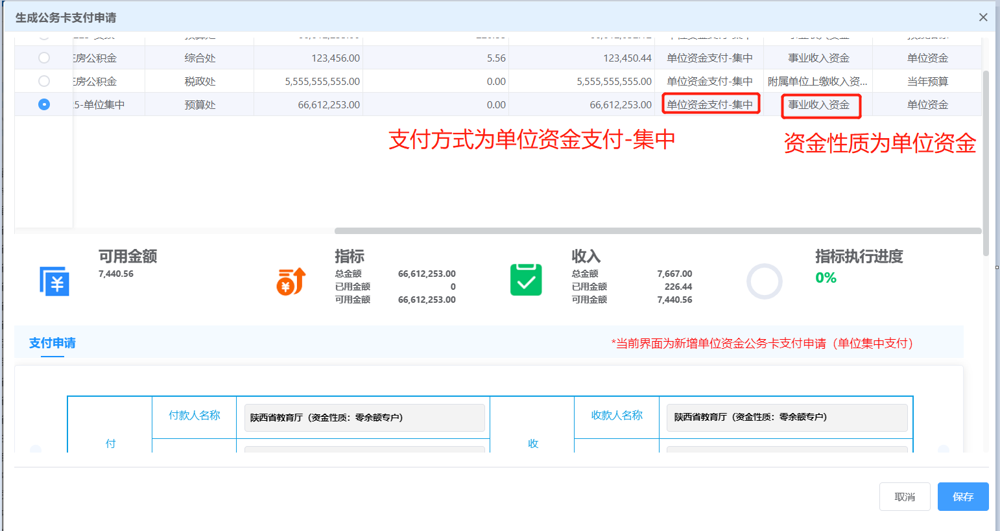 生成公务卡支付申请
房公积金 综合处 123,456.00 5.56 123,450.44 单位资金支付-集中 事业收入资金 单位资金
房公积金 税政处 5,555,555,555.00 0.00 5,555,555,555.00 单位资金支付-集中 附属单位上缴收入资... 当年预算
5-单位集中 预算处 66,612,253.00 0.00 66,612,253.00 单位资金支付-集中 事业收入资金 单位资金
支付方式为单位资金支付-集中 资金性质为单位资金
可用金额 指标 收入 指标执行进度
7,440.56 总金额 66,612,253.00 总金额 7,667.00 0%
已用金额 0 已用金额 226.44
可用金额 66,612,253.00 可用金额 7,440.56
支付申请 *当前界面为新增单位资金公务卡支付申请（单位集中支付）
付款人名称 陕西省教育厅（资金性质：零余额专户） 收款人名称 陕西省教育厅（资金性质：零余额专户）
付 收
取消 保存